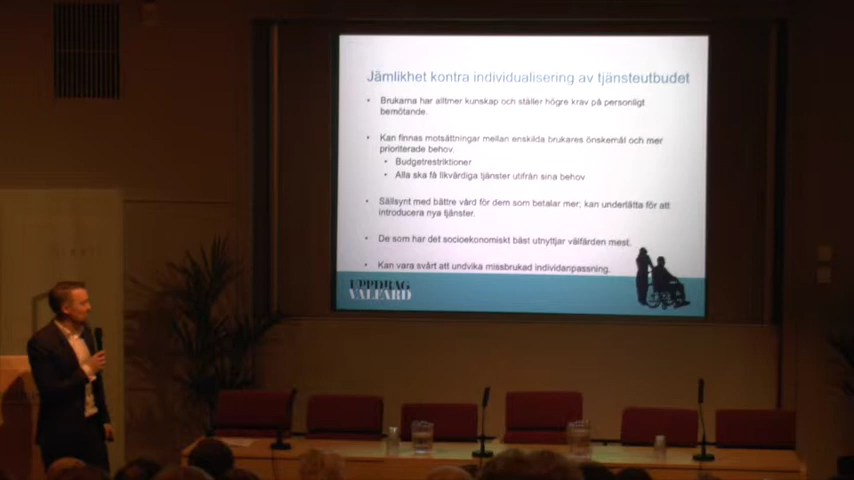 Jämlikhet kontra individualisering av tjänsteutbudet
• Brukarna har alltmer kunskap och ställer högre krav på personligt
bemötande.
• Kan finnas motsättningar mellan enskilda brukares önskemål och mer
prioriterade behov.
• Budgetrestriktioner
• Alla ska få likvärdiga tjänster utifrån sina behov
• Sällsynt med bättre vård för dem som betalar mer; kan underlätta för att
introducera nya tjänster.
• De som har det socioekonomiskt bäst utnyttjar välfärden mest.
• Kan vara svårt att undvika missbrukad individanpassning.
UPPDRAG
VÄLFÄRD